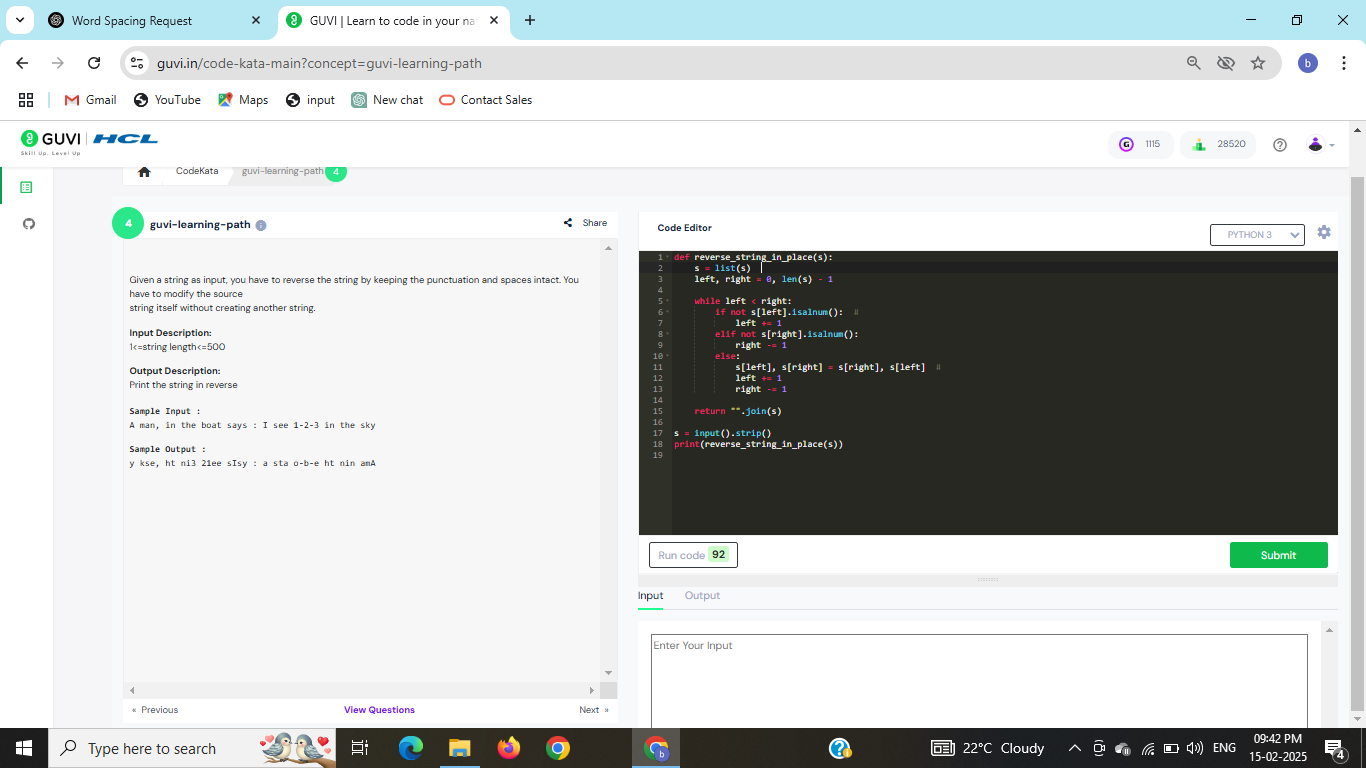 Word Spacing Request
GUVI | Learn to code in your na
guvi.in/code-kata-main?concept=guvi-learning-path
b
Gmail
YouTube
Maps
input
New chat
Contact Sales
GUVI | HCL
Skill Up. Level Up
G 1115
28520
CodeKata
guvi-learning-path 4
4 guvi-learning-path
Share
Given a string as input, you have to reverse the string by keeping the punctuation and spaces intact. You
have to modify the source
string itself without creating another string.
Input Description:
1<=string length<=500
Output Description:
Print the string in reverse
Sample Input :
A man, in the boat says : I see 1-2-3 in the sky
Sample Output :
y kse, ht ni3 21ee sIsy : a sta o-b-e ht nin amA
« Previous
View Questions
Next »
Code Editor
PYTHON 3
1 def reverse_string_in_place(s):
2 s = list(s)
3 left, right = 0, len(s) - 1
4
5 while left < right:
6 if not s[left].isalnum(): #
7 left += 1
8 elif not s[right].isalnum():
9 right -= 1
10 else:
11 s[left], s[right] = s[right], s[left] #
12 left += 1
13 right -= 1
14
15 return "".join(s)
16
17 s = input().strip()
18 print(reverse_string_in_place(s))
19
Run code 92
Submit
Input
Output
Enter Your Input
Type here to search
b
22°C Cloudy
ENG
09:42 PM
15-02-2025
4